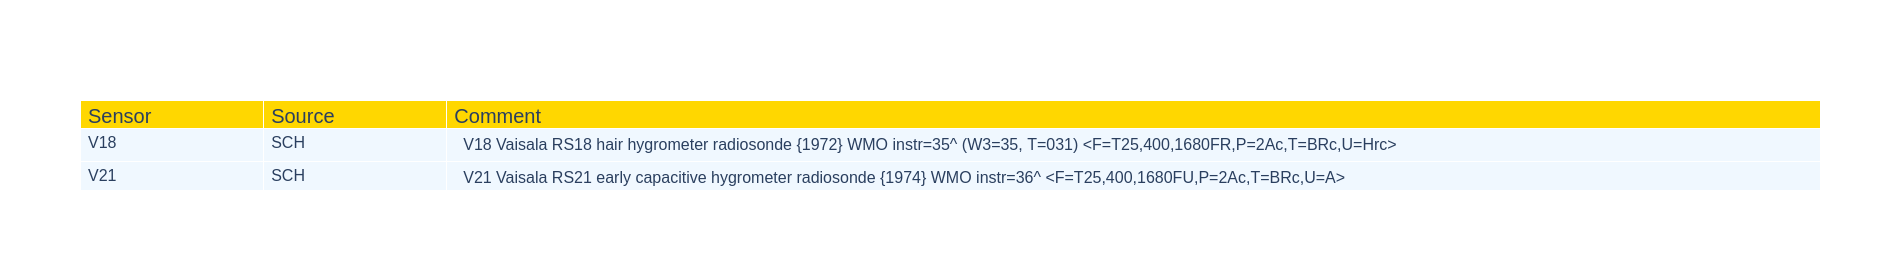 Sensor Source Comment
V18 SCH V18 Vaisala RS18 hair hygrometer radiosonde {1972} WMO instr=35^ (W3=35, T=031) <F=T25,400,1680FR,P=2Ac,T=BRc,U=Hrc>
V21 SCH V21 Vaisala RS21 early capacitive hygrometer radiosonde {1974} WMO instr=36^ <F=T25,400,1680FU,P=2Ac,T=BRc,U=A>